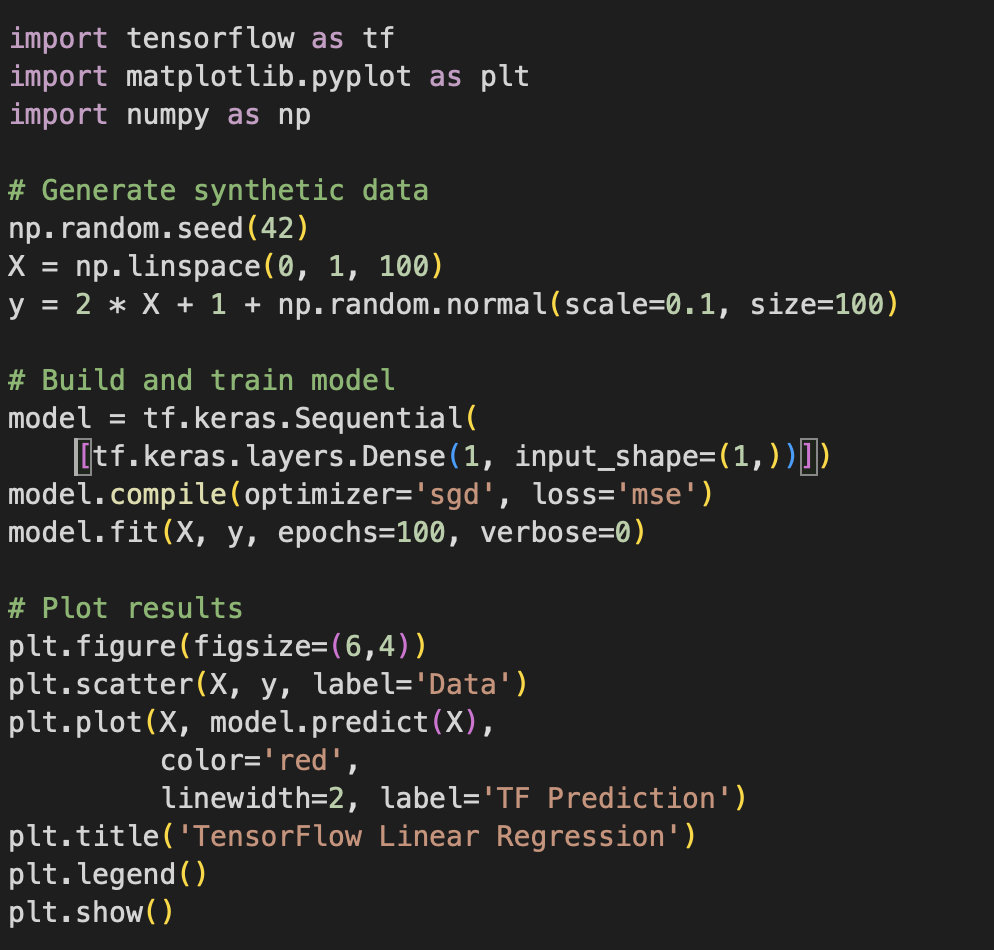 import tensorflow as tf
import matplotlib.pyplot as plt
import numpy as np

# Generate synthetic data
np.random.seed(42)
X = np.linspace(0, 1, 100)
y = 2 * X + 1 + np.random.normal(scale=0.1, size=100)

# Build and train model
model = tf.keras.Sequential(
    [tf.keras.layers.Dense(1, input_shape=(1,))])
model.compile(optimizer='sgd', loss='mse')
model.fit(X, y, epochs=100, verbose=0)

# Plot results
plt.figure(figsize=(6,4))
plt.scatter(X, y, label='Data')
plt.plot(X, model.predict(X),
         color='red',
         linewidth=2, label='TF Prediction')
plt.title('TensorFlow Linear Regression')
plt.legend()
plt.show()